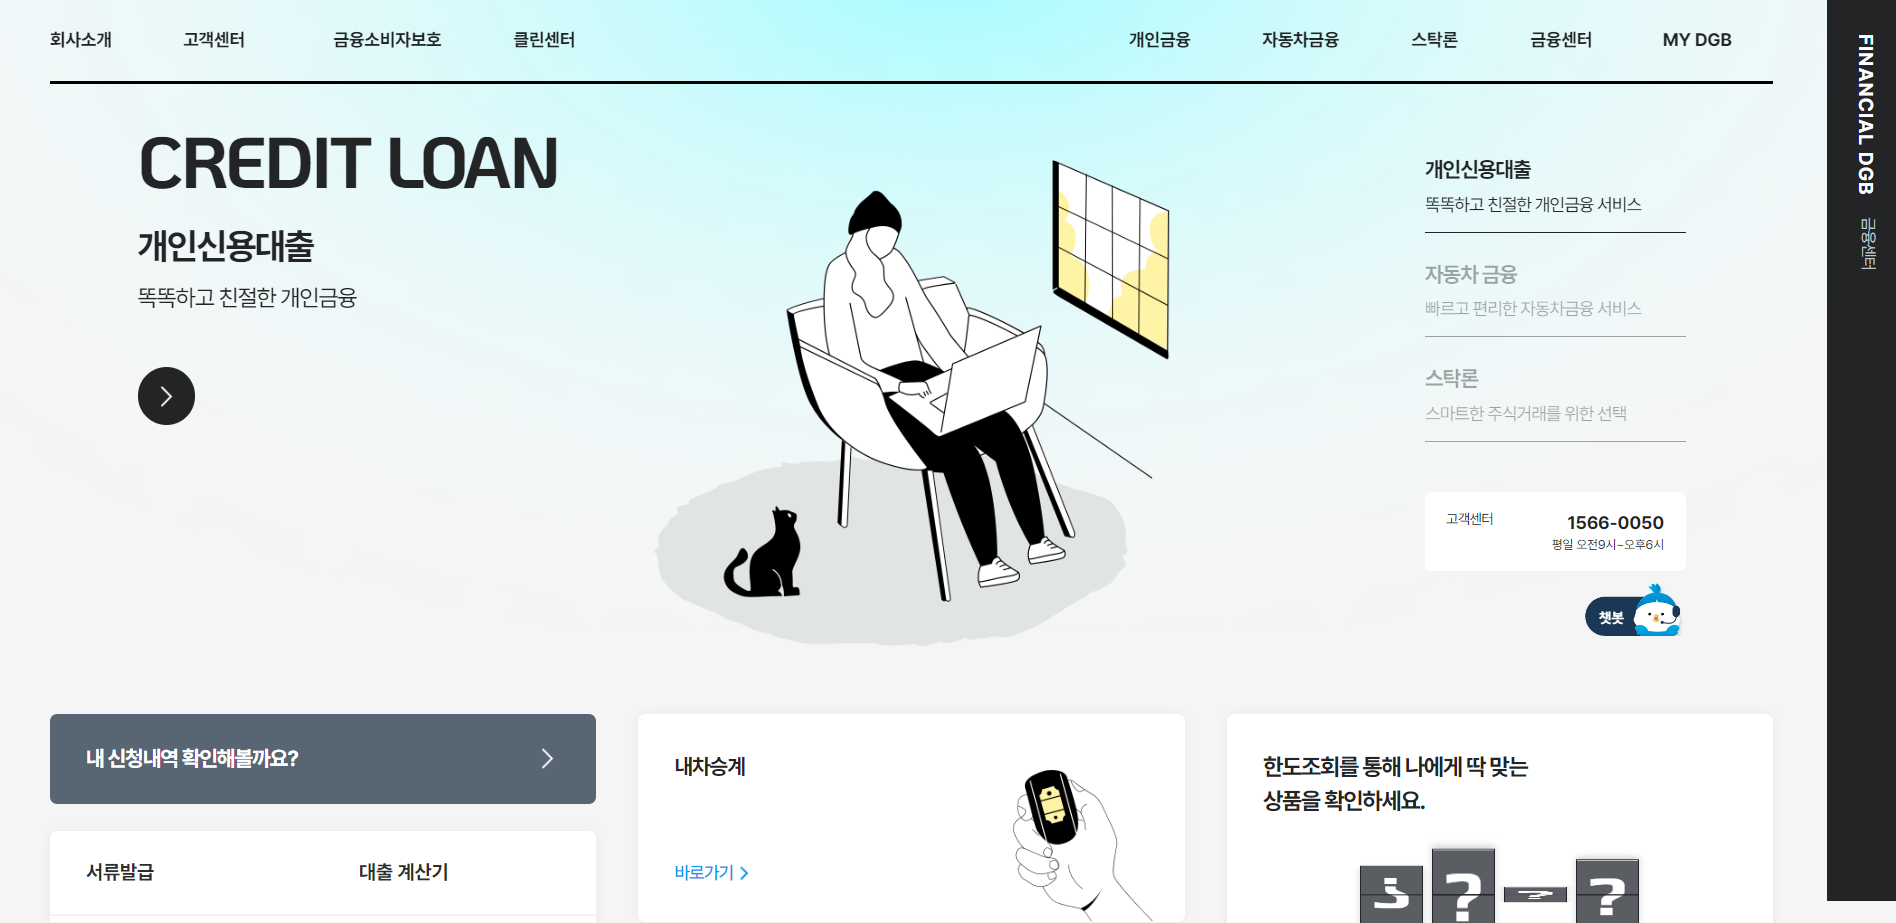 회사소개
고객센터
금융소비자보호
클린센터
개인금융
자동차금융
스탁론
금융센터
MY DGB
FINANCIAL DGB
금융센터
CREDIT LOAN
개인신용대출
똑똑하고 친절한 개인금융
개인신용대출
똑똑하고 친절한 개인금융 서비스
자동차 금융
빠르고 편리한 자동차금융 서비스
스탁론
스마트한 주식거래를 위한 선택
고객센터
1566-0050
평일 오전9시~오후6시
챗봇
내 신청내역 확인해볼까요?
서류발급
대출 계산기
내차승계
바로가기
한도조회를 통해 나에게 딱 맞는
상품을 확인하세요.
? ? ? ?